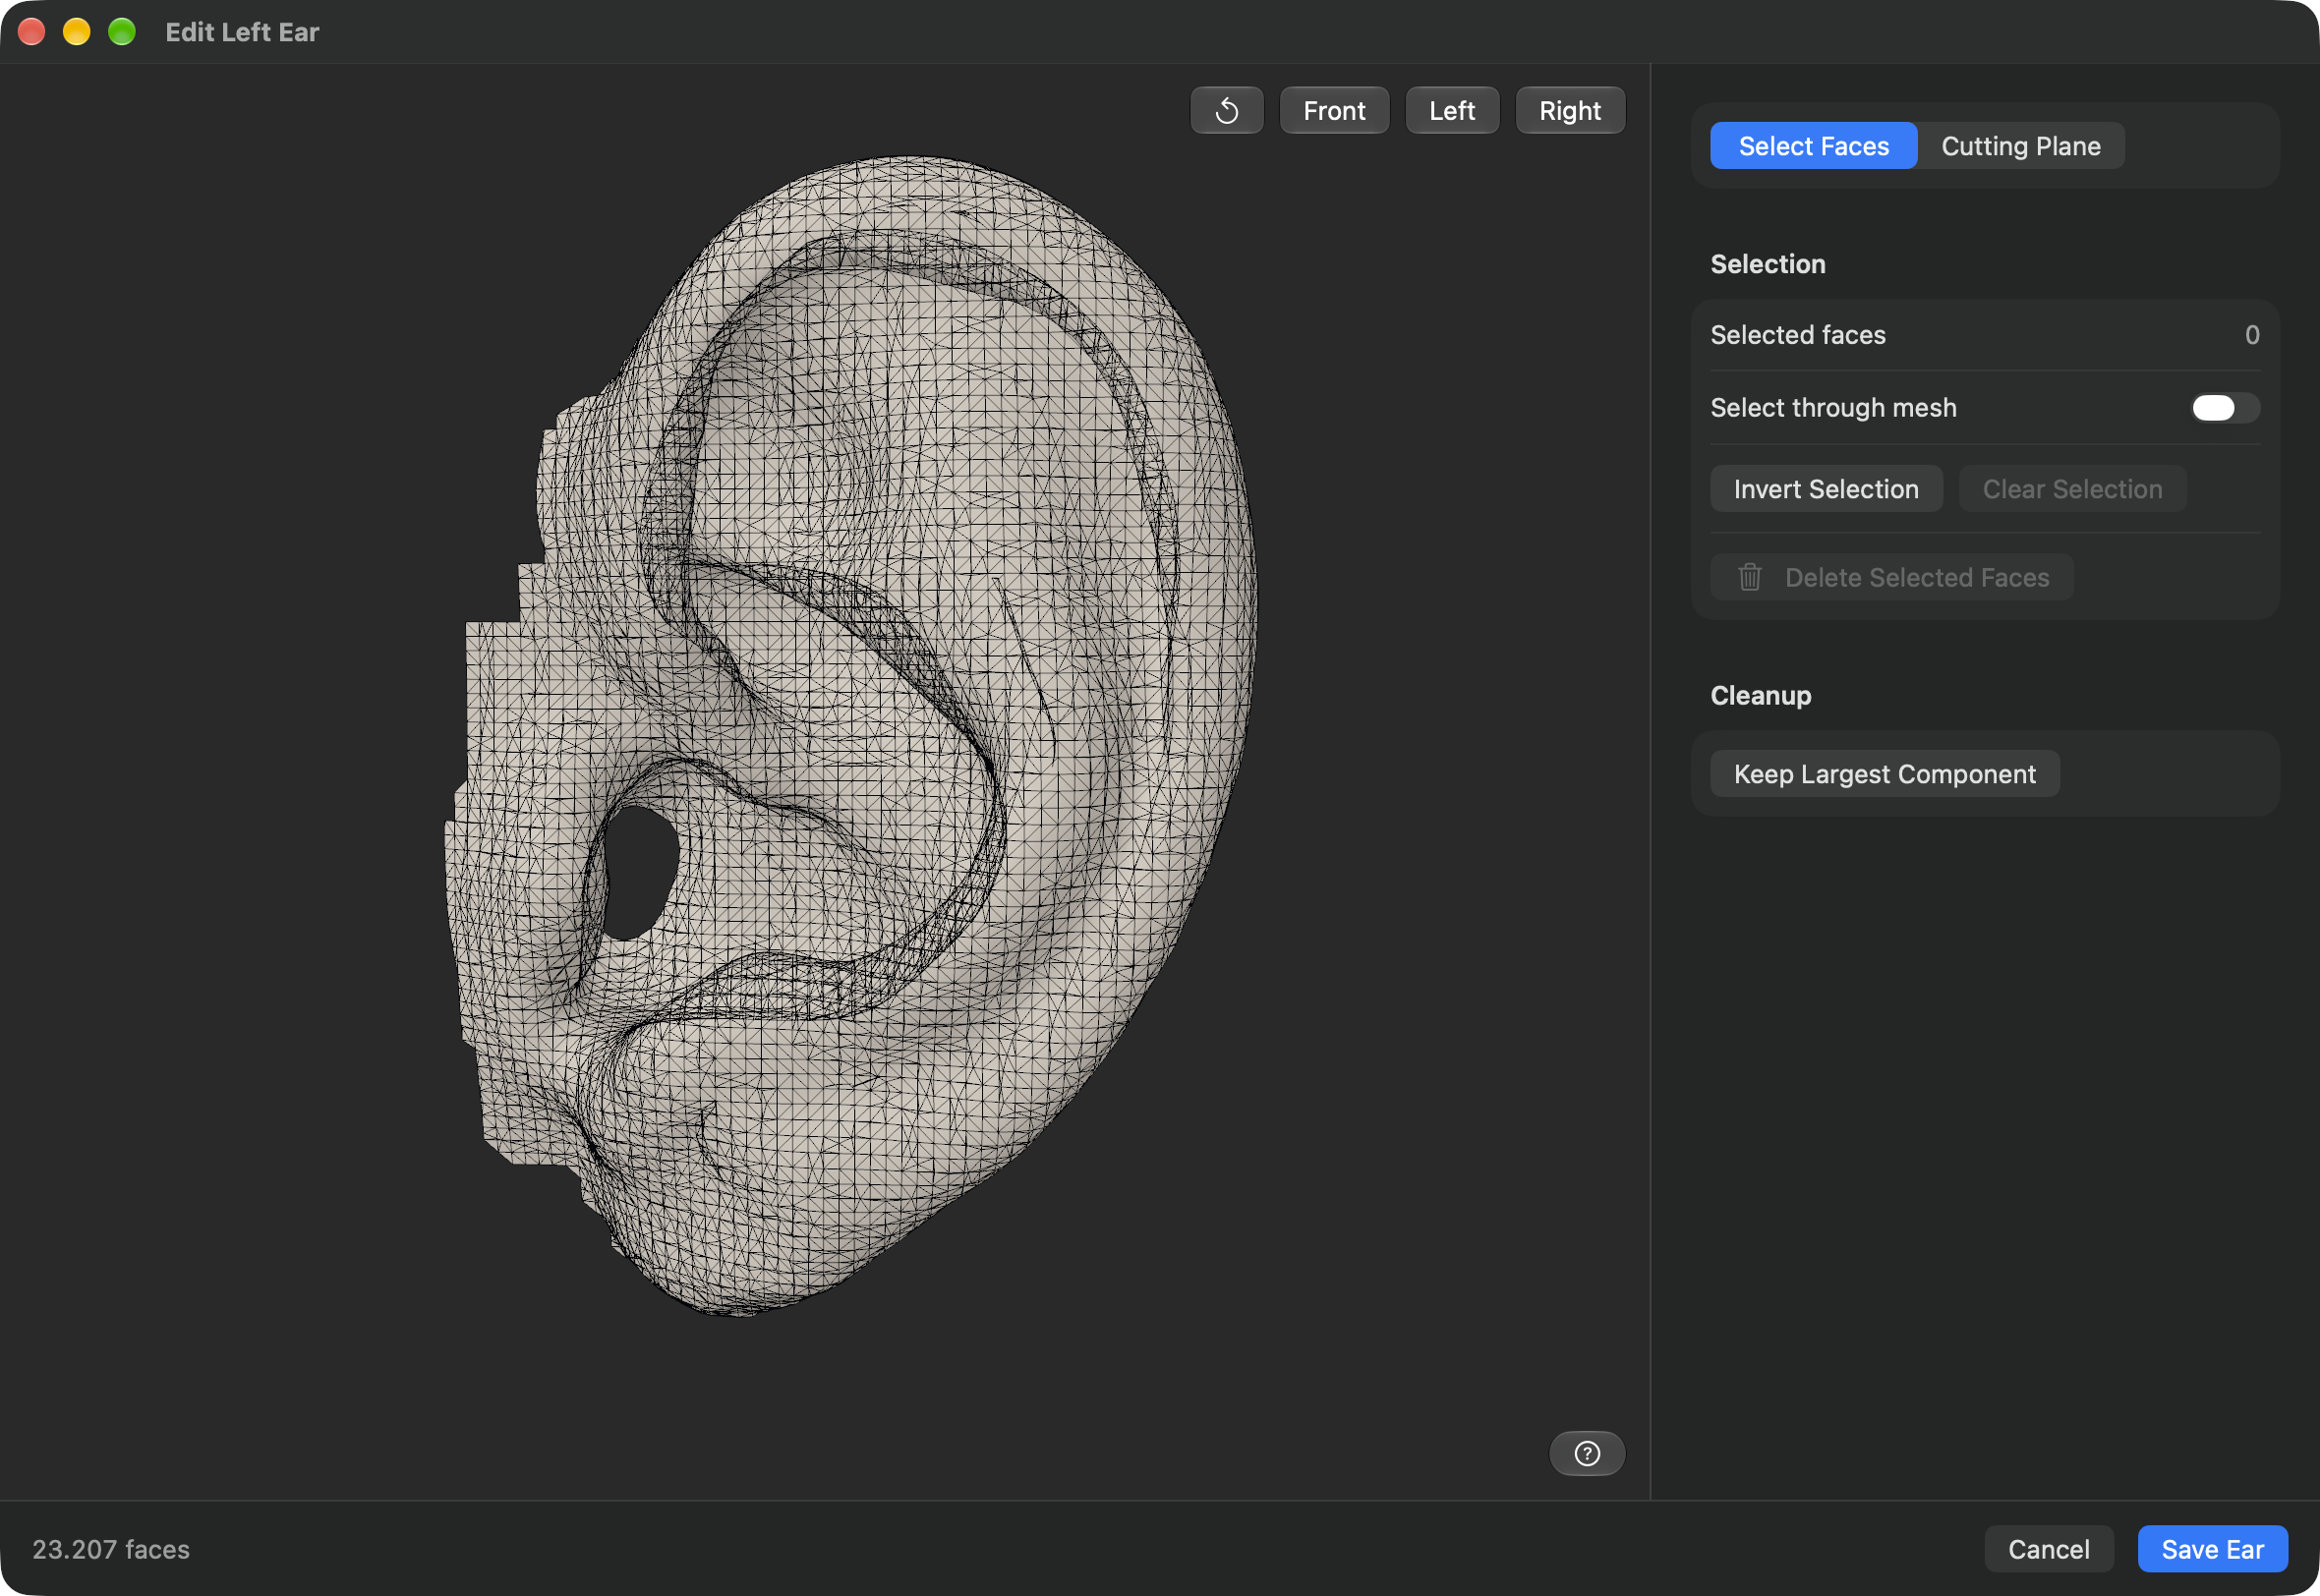 Edit Left Ear
Front
Left
Right
Select Faces
Cutting Plane
Selection
Selected faces
0
Select through mesh
Invert Selection
Clear Selection
Delete Selected Faces
Cleanup
Keep Largest Component
?
23.207 faces
Cancel
Save Ear